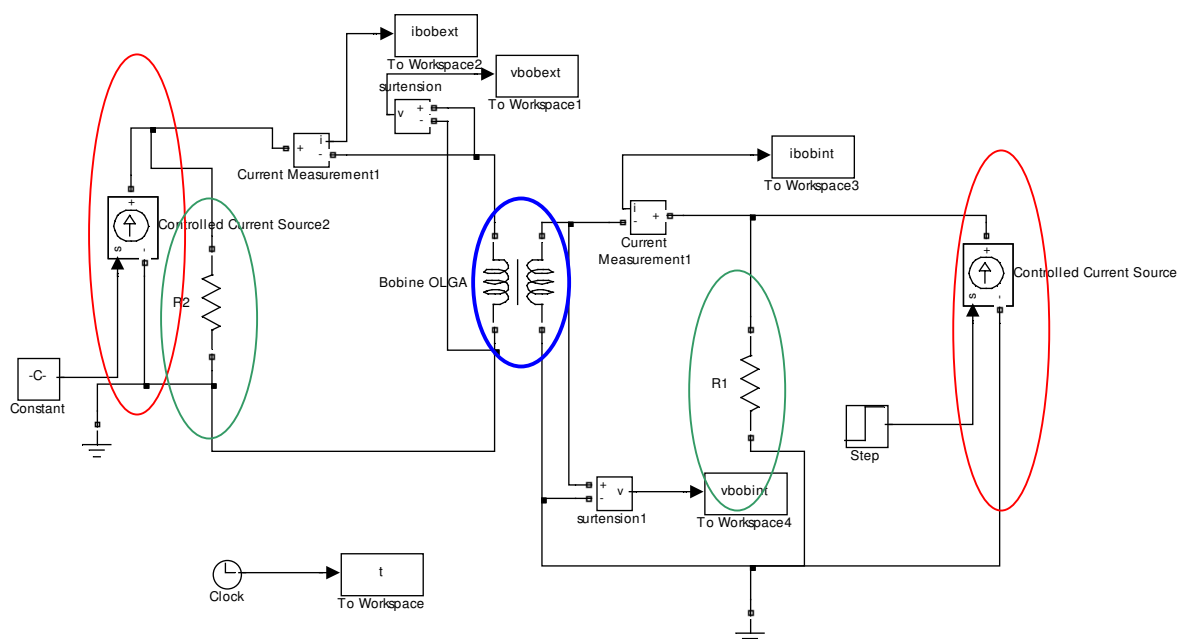 ibobext
To Workspace2
surtension
vbobext
To Workspace1
v
+
-
i
+
-
Current Measurement1
ibobint
To Workspace3
i
-
+
Current
Measurement1
+
s
-
Controlled Current Source2
R2
Bobine OLGA
+
s
-
Controlled Current Source
R1
-C-
Constant
Step
+
-
v
surtension1
vbobint
To Workspace4
Clock
t
To Workspace